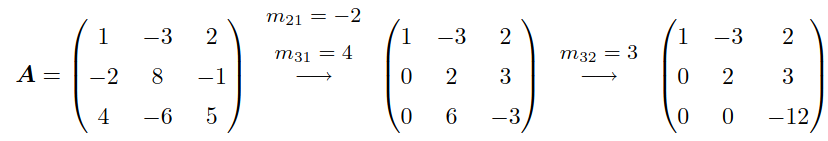 m₂₁ = −2
m₃₁ = 4
m₃₂ = 3
1 −3 2
1 −3 2
1 −3 2
A = −2 8 −1
⟶
0 2 3
⟶
0 2 3
4 −6 5
0 6 −3
0 0 −12